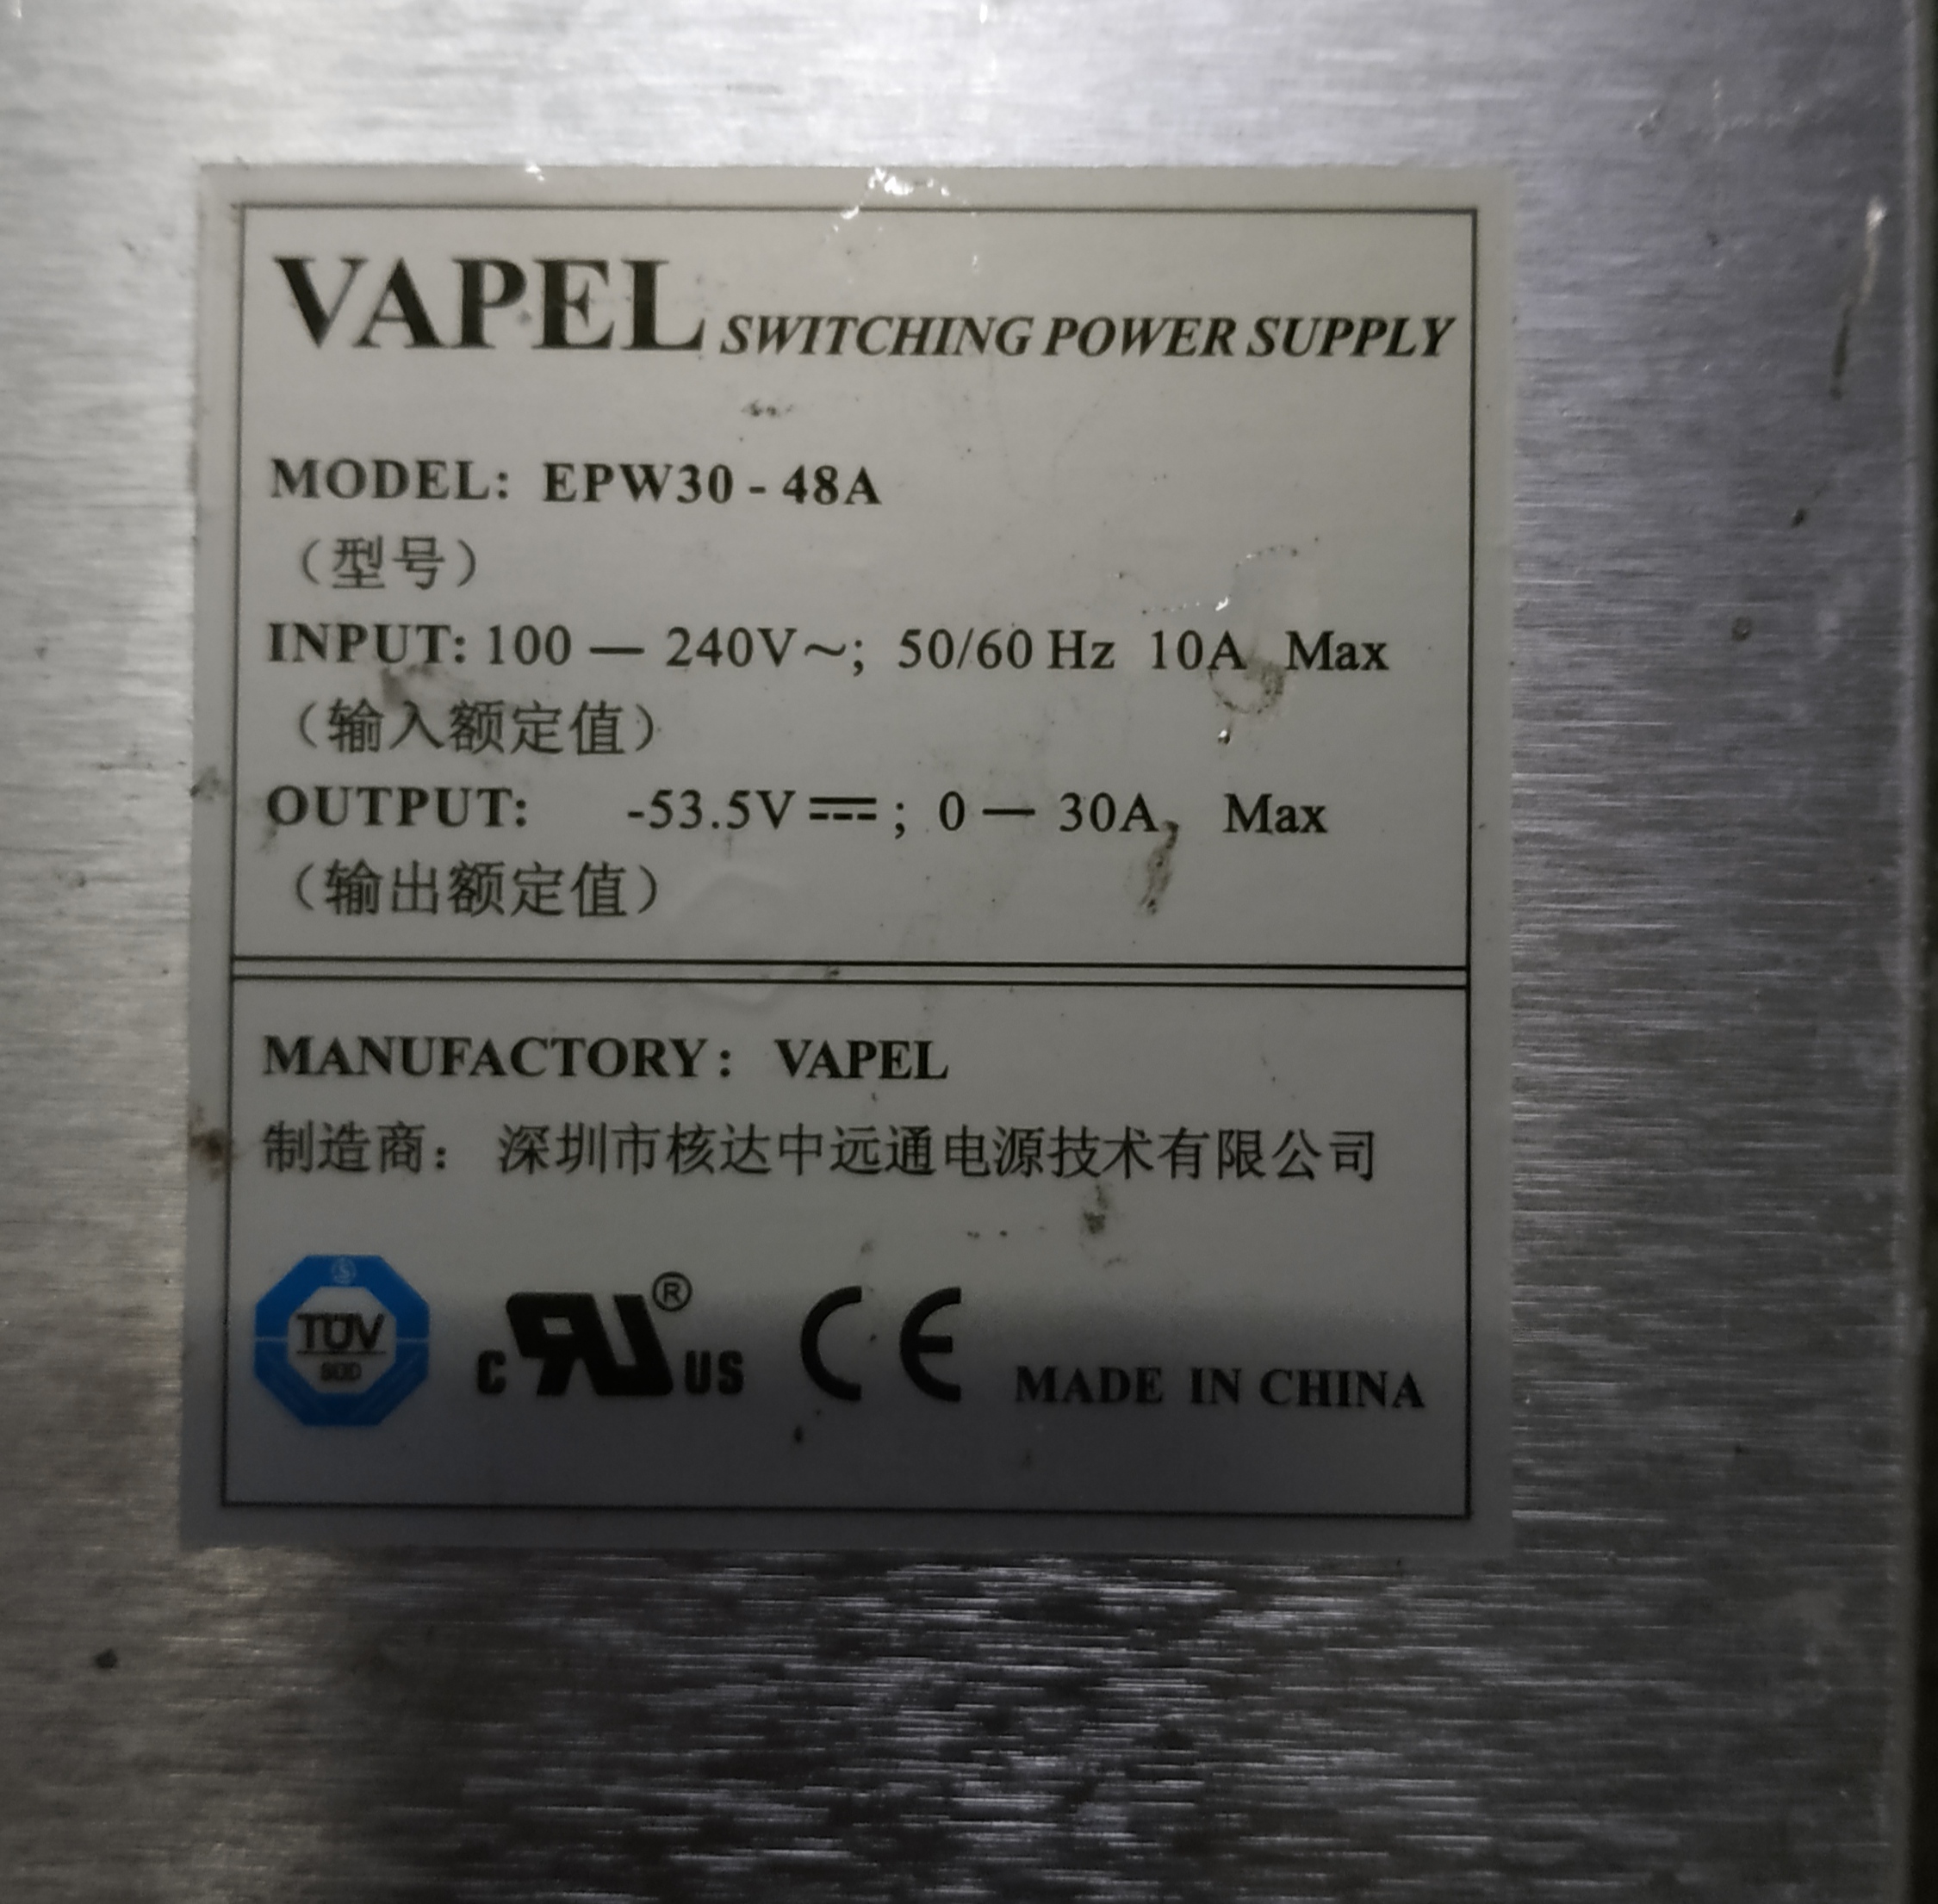 VAPEL SWITCHING POWER SUPPLY
MODEL: EPW30 - 48A
（型号）
INPUT: 100 — 240V～; 50/60 Hz 10A Max
（输入额定值）
OUTPUT: -53.5V⎓; 0 — 30A, Max
（输出额定值）
MANUFACTORY: VAPEL
制造商： 深圳市核达中远通电源技术有限公司
TÜV
C RU® US CE MADE IN CHINA